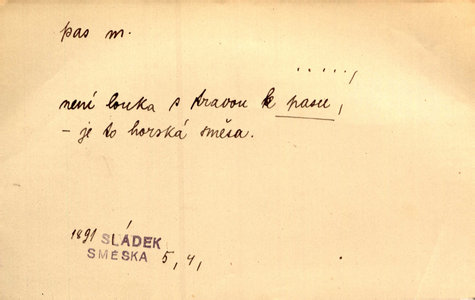 pas m.
.....,
není louka s travou k pasu,
– je to horská směsa.
1891 SLÁDEK
SMĚSKA 5, 4,